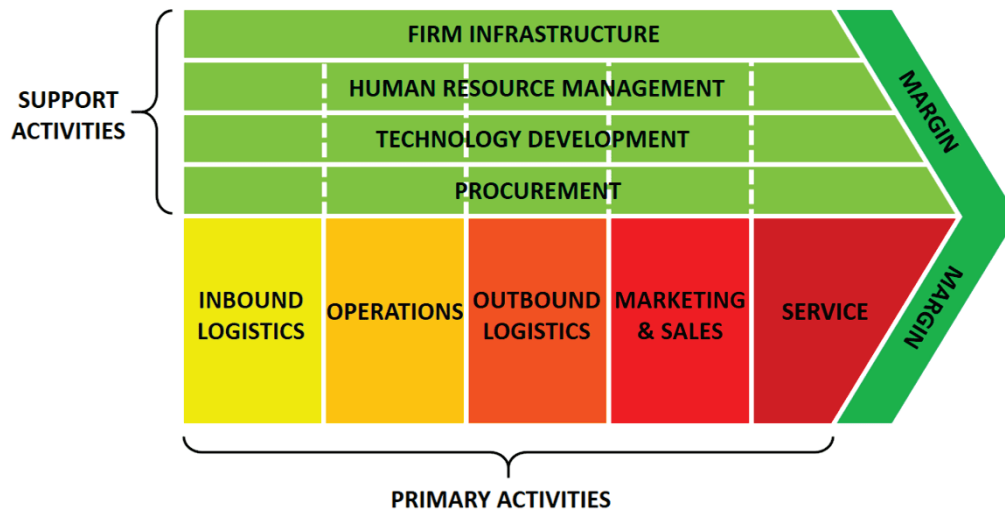 FIRM INFRASTRUCTURE
HUMAN RESOURCE MANAGEMENT
SUPPORT
ACTIVITIES
TECHNOLOGY DEVELOPMENT
PROCUREMENT
MARGIN
INBOUND
LOGISTICS
OPERATIONS
OUTBOUND
LOGISTICS
MARKETING
& SALES
SERVICE
MARGIN
PRIMARY ACTIVITIES